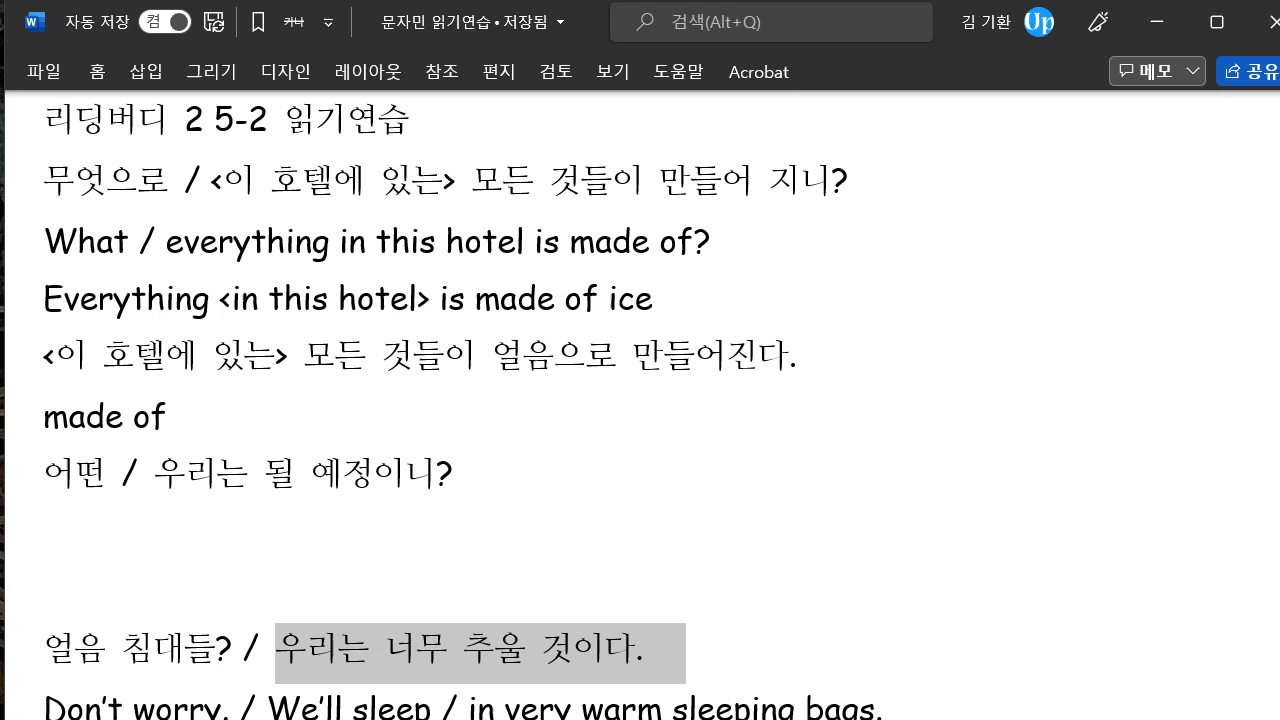 자동 저장 켬 가나 문자민 읽기연습 • 저장됨 검색(Alt+Q) 김 기환 Up
파일 홈 삽입 그리기 디자인 레이아웃 참조 편지 검토 보기 도움말 Acrobat 메모 공유
리딩버디 2 5-2 읽기연습
무엇으로 / <이 호텔에 있는> 모든 것들이 만들어 지니?
What / everything in this hotel is made of?
Everything <in this hotel> is made of ice
<이 호텔에 있는> 모든 것들이 얼음으로 만들어진다.
made of
어떤 / 우리는 될 예정이니?
얼음 침대들? / 우리는 너무 추울 것이다.
Don't worry. / We'll sleep / in very warm sleeping bags.